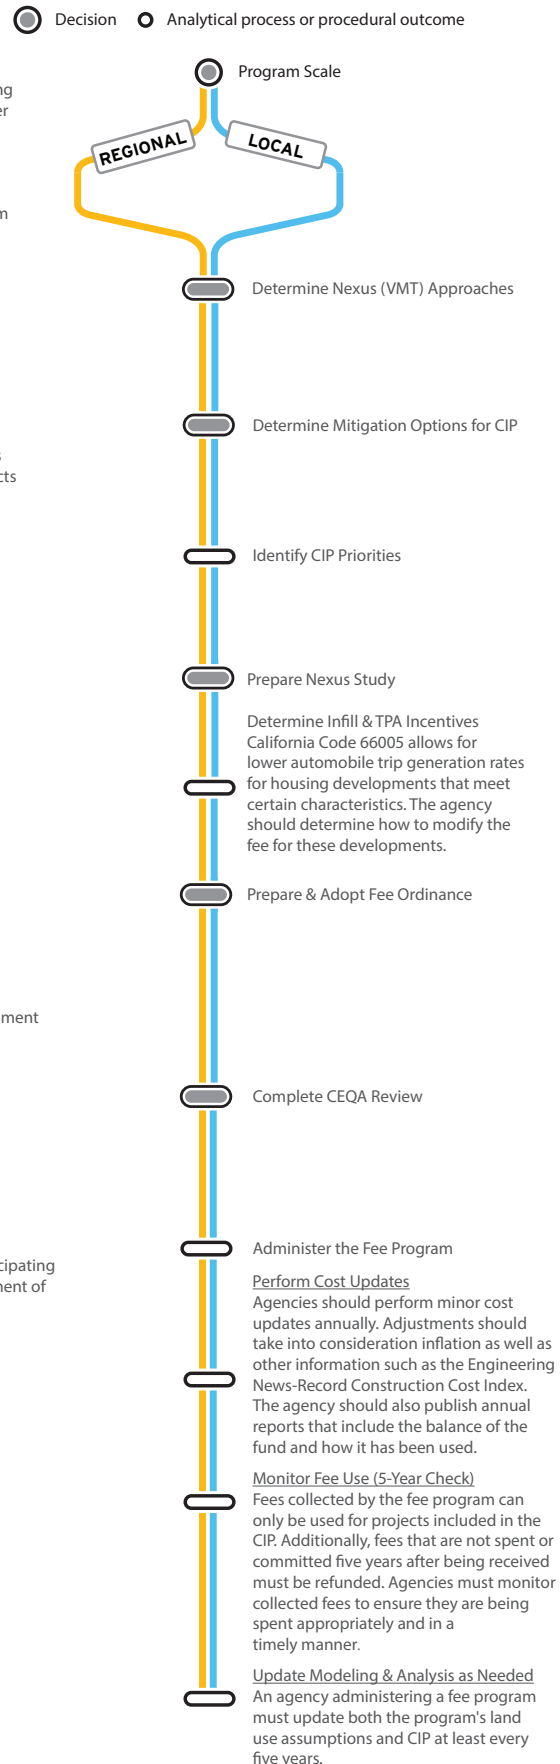 Decision
Analytical process or procedural outcome
Program Scale
REGIONAL
LOCAL
Determine Nexus (VMT) Approaches
Determine Mitigation Options for CIP
cts
Identify CIP Priorities
Prepare Nexus Study
Determine Infill & TPA Incentives
California Code 66005 allows for
lower automobile trip generation rates
for housing developments that meet
certain characteristics. The agency
should determine how to modify the
fee for these developments.
Prepare & Adopt Fee Ordinance
ment
Complete CEQA Review
Administer the Fee Program
cipating
ment of
Perform Cost Updates
Agencies should perform minor cost
updates annually. Adjustments should
take into consideration inflation as well as
other information such as the Engineering
News-Record Construction Cost Index.
The agency should also publish annual
reports that include the balance of the
fund and how it has been used.
Monitor Fee Use (5-Year Check)
Fees collected by the fee program can
only be used for projects included in the
CIP. Additionally, fees that are not spent or
committed five years after being received
must be refunded. Agencies must monitor
collected fees to ensure they are being
spent appropriately and in a
timely manner.
Update Modeling & Analysis as Needed
An agency administering a fee program
must update both the program's land
use assumptions and CIP at least every
five years.